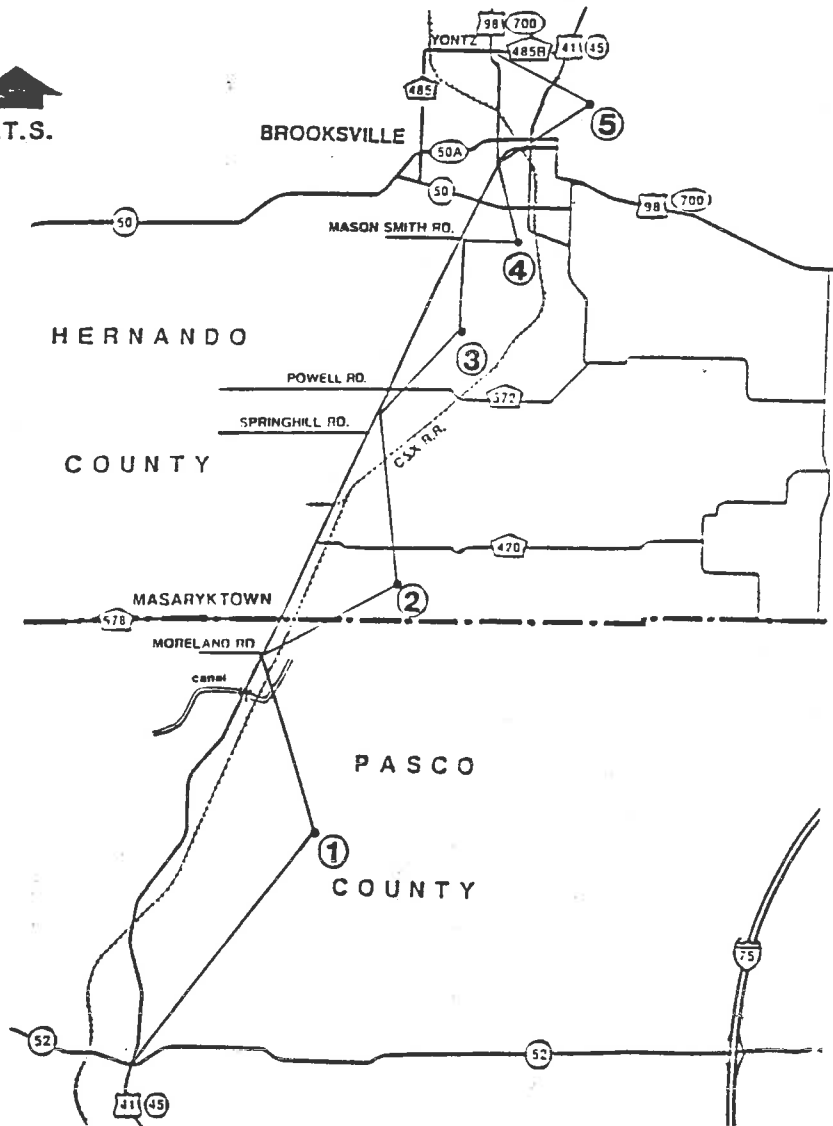 98 700
YONTZ 485B 41 45
485
.T.S.
5
BROOKSVILLE
50A
50
50
98 700
MASON SMITH RD.
4
HERNANDO
3
POWELL RD.
572
SPRINGHILL RD.
CSX R.R.
COUNTY
420
2
MASARYKTOWN
578
MORELAND RD
canal
PASCO
1
COUNTY
75
52
52
41 45